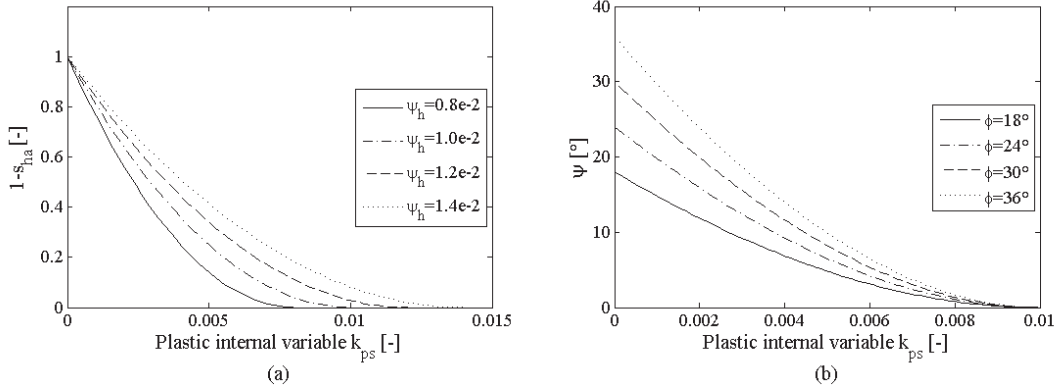 1
0.8
0.6
0.4
0.2
0
0 0.005 0.01 0.015
1-s_ha [-]
Plastic internal variable k_ps [-]
ψ_h=0.8e-2
ψ_h=1.0e-2
ψ_h=1.2e-2
ψ_h=1.4e-2
(a)
40
30
20
10
0
0 0.002 0.004 0.006 0.008 0.01
Ψ [°]
Plastic internal variable k_ps [-]
ϕ=18°
ϕ=24°
ϕ=30°
ϕ=36°
(b)